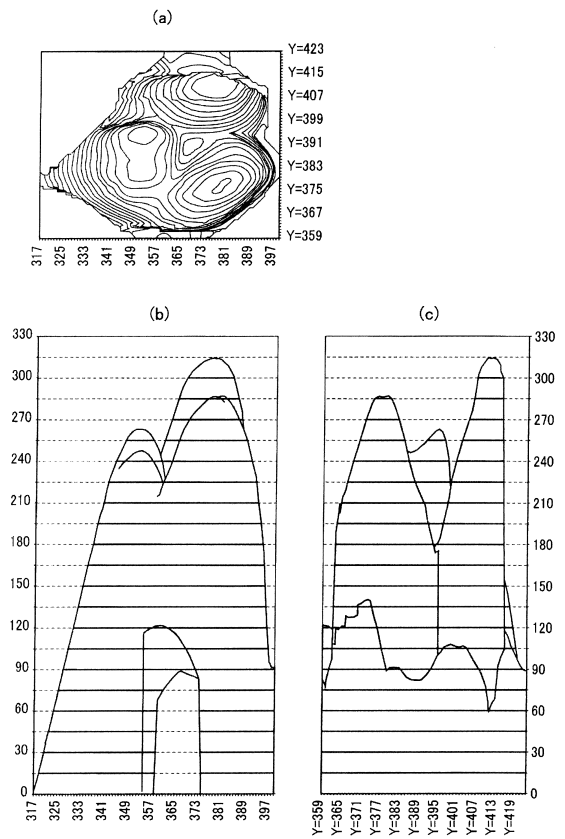 (a)
Y=423
Y=415
Y=407
Y=399
Y=391
Y=383
Y=375
Y=367
Y=359
317 325 333 341 349 357 365 373 381 389 397
(b) (c)
330 330
300 300
270 270
240 240
210 210
180 180
150 150
120 120
90 90
60 60
30 30
0 0
317 325 333 341 349 357 365 373 381 389 397
Y=359 Y=365 Y=371 Y=377 Y=383 Y=389 Y=395 Y=401 Y=407 Y=413 Y=419